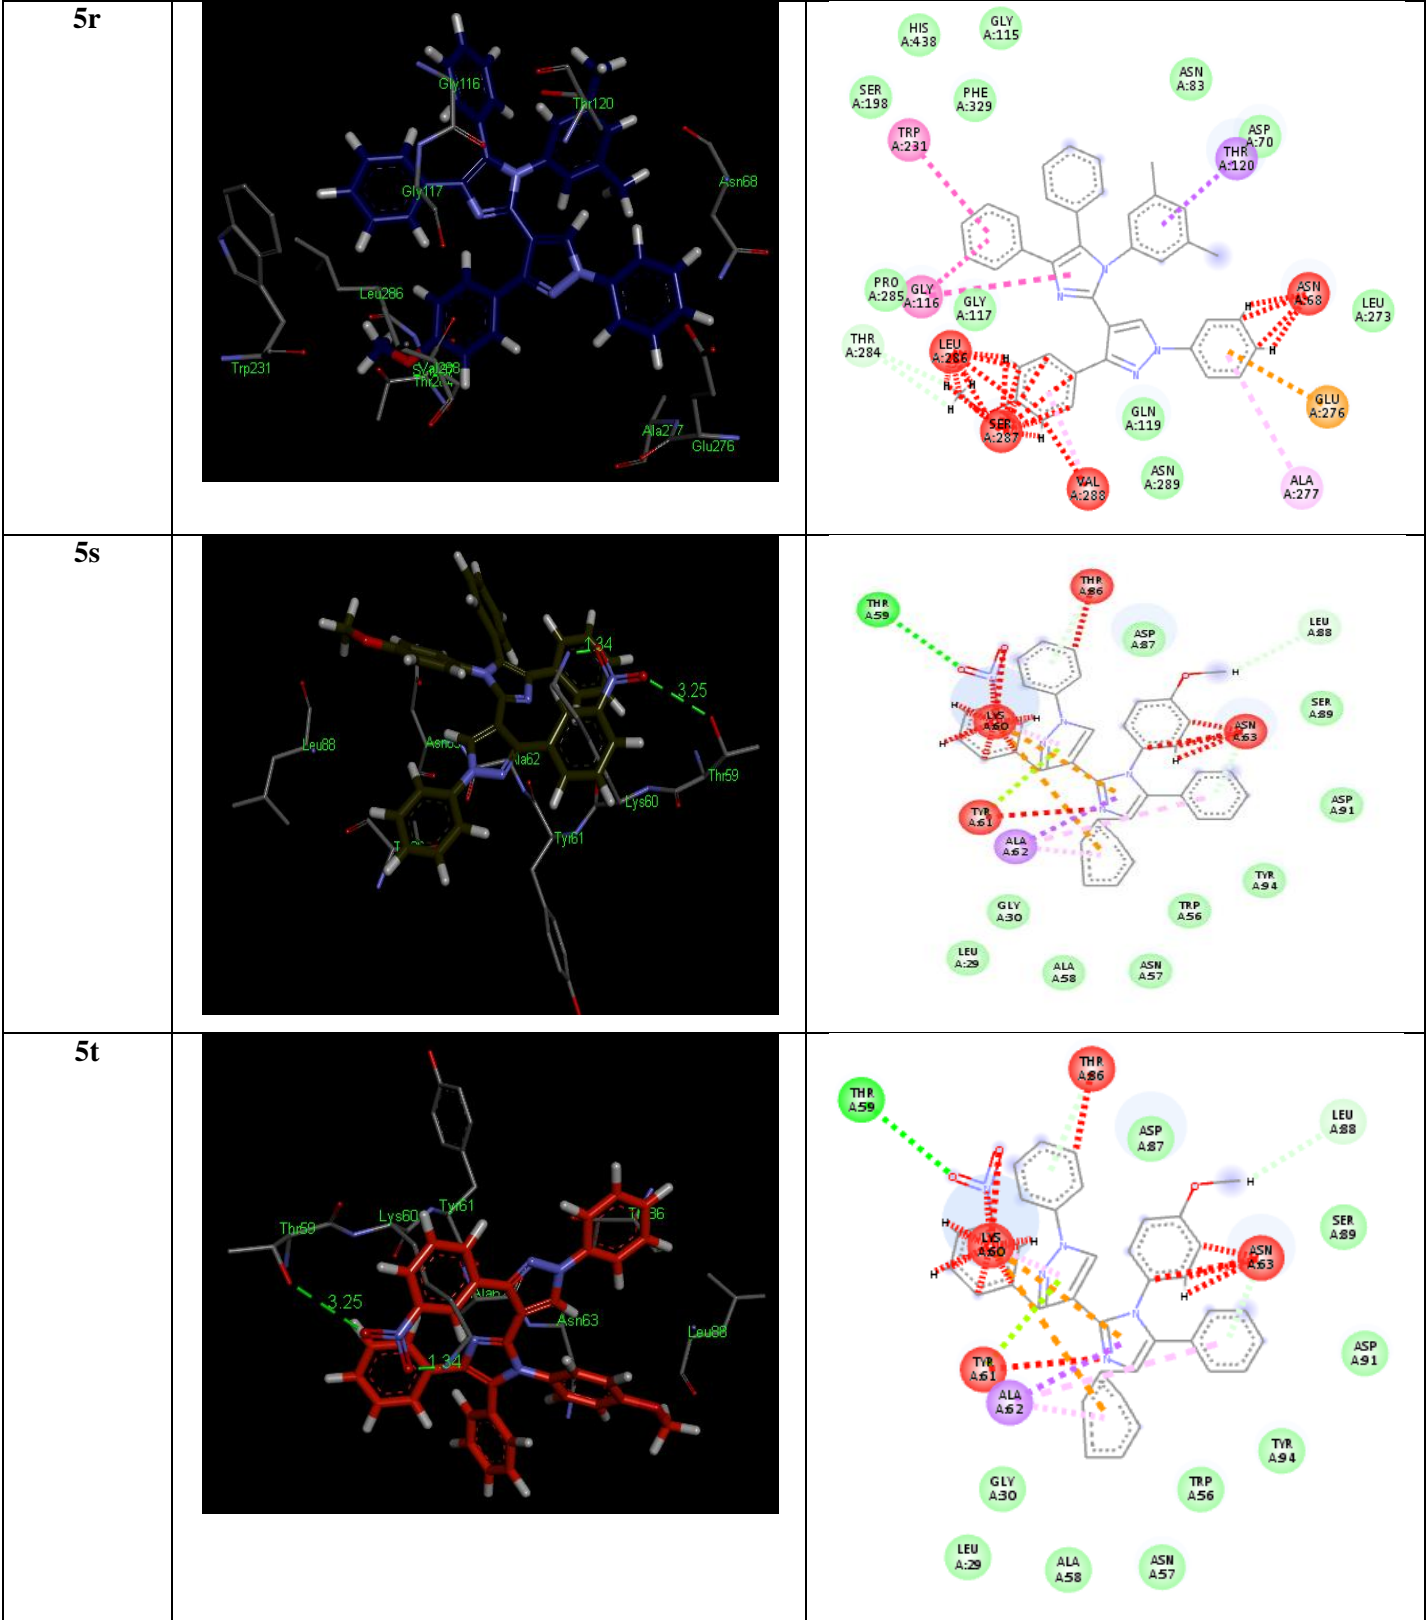 5r
Gly116
Thr120
Asn68
Gly117
Leu286
Trp231
Val288
Ala277
Glu276
HIS
A:438
GLY
A:115
ASN
A:83
SER
A:198
PHE
A:329
TRP
A:231
ASP
A:70
THR
A:120
PRO
A:285
GLY
A:116
GLY
A:117
ASN
A:68
LEU
A:273
THR
A:284
LEU
A:286
SER
A:287
GLN
A:119
GLU
A:276
VAL
A:288
ASN
A:289
ALA
A:277
N
N
N
N
H
H
H
H
H
H
H
5s
1.34
3.25
Leu88
Thr59
Lys60
Tyr61
THR
A:86
THR
A:59
ASP
A:87
LEU
A:88
SER
A:89
LYS
A:60
ASN
A:63
TYR
A:61
ALA
A:62
ASP
A:91
TYR
A:94
GLY
A:30
TRP
A:56
LEU
A:29
ALA
A:58
ASN
A:57
O
H
H
H
H
H
N
N
5t
Tyr61
Thr59
Lys60
3.25
1.34
Asn63
Leu88
THR
A:86
THR
A:59
ASP
A:87
LEU
A:88
SER
A:89
LYS
A:60
ASN
A:63
TYR
A:61
ALA
A:62
ASP
A:91
TYR
A:94
GLY
A:30
TRP
A:56
LEU
A:29
ALA
A:58
ASN
A:57
O
H
H
H
H
H
N
N